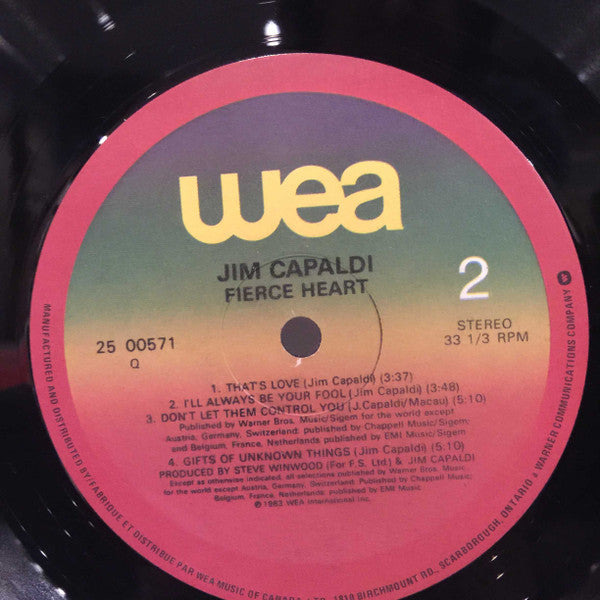 wea
JIM CAPALDI
FIERCE HEART
2
25 00571
Q
STEREO
33 1/3 RPM
1. THAT'S LOVE (Jim Capaldi) (3:37)
2. I'LL ALWAYS BE YOUR FOOL (Jim Capaldi) (3:48)
3. DON'T LET THEM CONTROL YOU (J.Capaldi/Macau) (5:10)
Published by Warner Bros. Music/Sigem for the world except
Austria, Germany, Switzerland: published by Chappell Music/Sigem;
and Belgium, France, Netherlands published by EMI Music/Sigem
4. GIFTS OF UNKNOWN THINGS (Jim Capaldi) (5:10)
PRODUCED BY STEVE WINWOOD (For F.S. Ltd.) & JIM CAPALDI
Except as otherwise indicated, all selections published by Warner Bros. Music
for the world except Austria, Germany, Switzerland: Published by Chappell Music;
Belgium, France, Netherlands: published by EMI Music.
℗1983 WEA International Inc.
MANUFACTURED AND DISTRIBUTED BY/FABRIQUE ET DISTRIBUE PAR WEA MUSIC OF CANADA, LTD., 1810 BIRCHMOUNT RD., SCARBOROUGH, ONTARIO A WARNER COMMUNICATIONS COMPANY